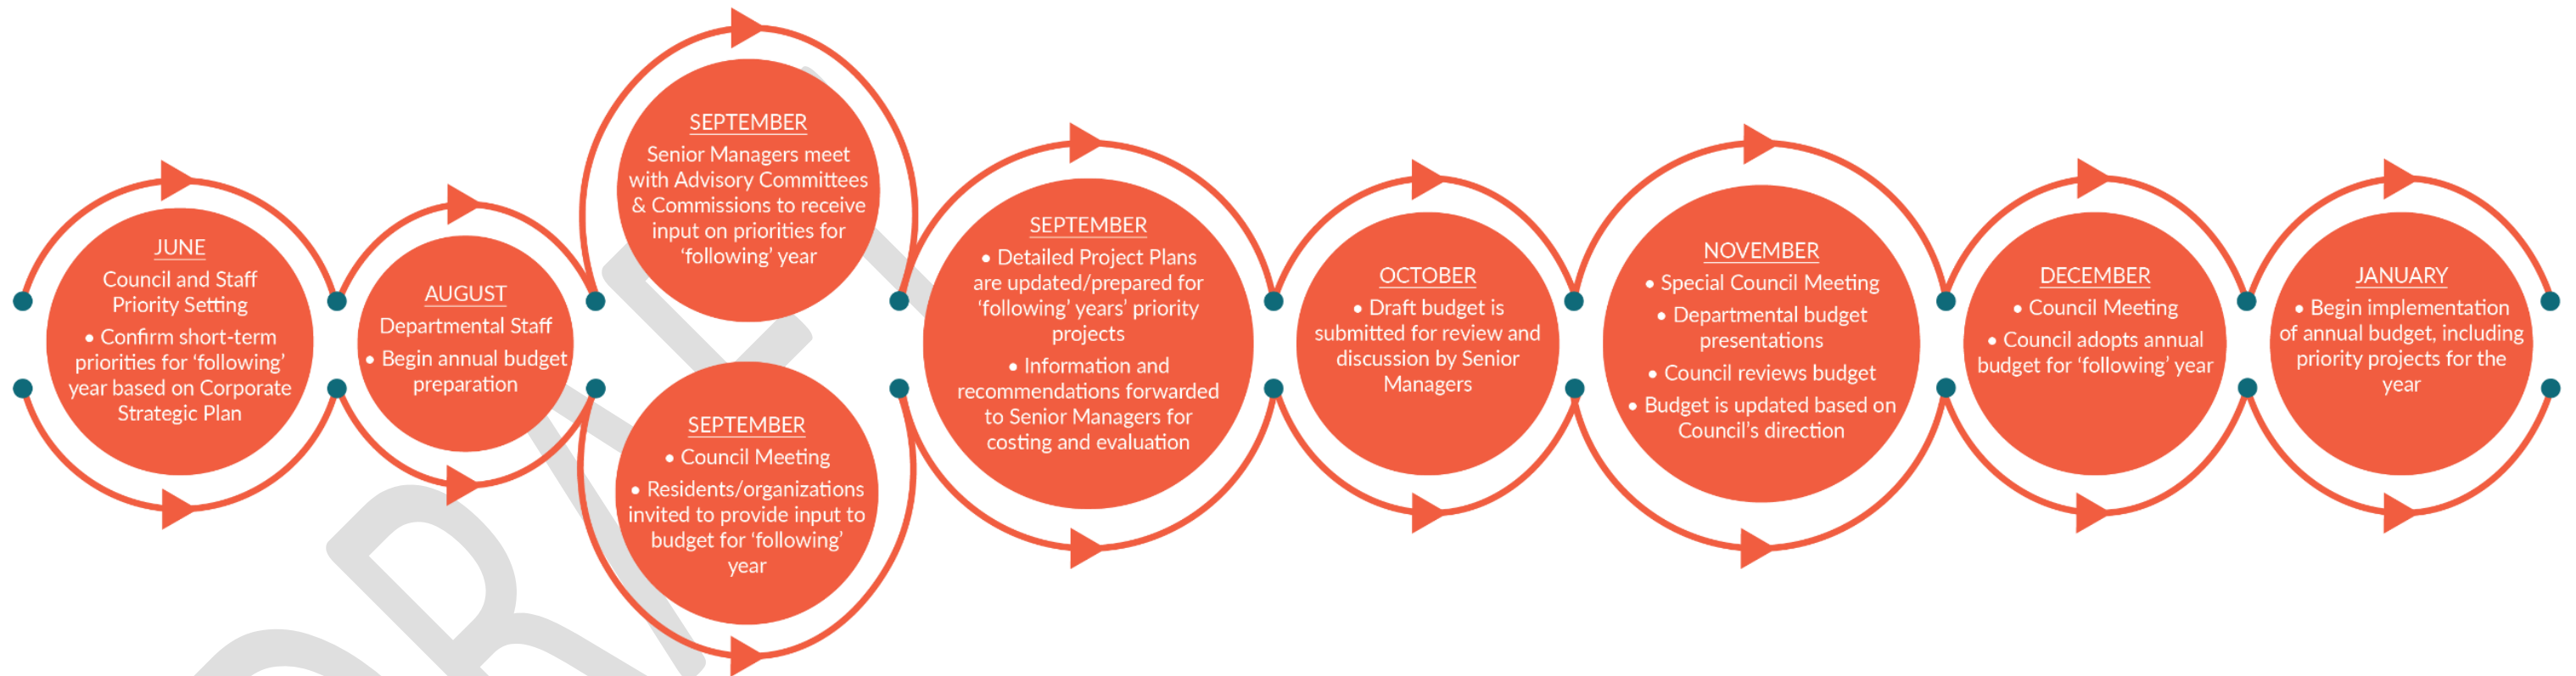 JUNE
Council and Staff
Priority Setting
• Confirm short-term
priorities for ‘following’
year based on Corporate
Strategic Plan
AUGUST
Departmental Staff
• Begin annual budget
preparation
SEPTEMBER
Senior Managers meet
with Advisory Committees
& Commissions to receive
input on priorities for
‘following’ year
SEPTEMBER
• Council Meeting
• Residents/organizations
invited to provide input to
budget for ‘following’
year
SEPTEMBER
• Detailed Project Plans
are updated/prepared for
‘following’ years’ priority
projects
• Information and
recommendations forwarded
to Senior Managers for
costing and evaluation
OCTOBER
• Draft budget is
submitted for review and
discussion by Senior
Managers
NOVEMBER
• Special Council Meeting
• Departmental budget
presentations
• Council reviews budget
• Budget is updated based on
Council’s direction
DECEMBER
• Council Meeting
• Council adopts annual
budget for ‘following’ year
JANUARY
• Begin implementation
of annual budget, including
priority projects for the
year